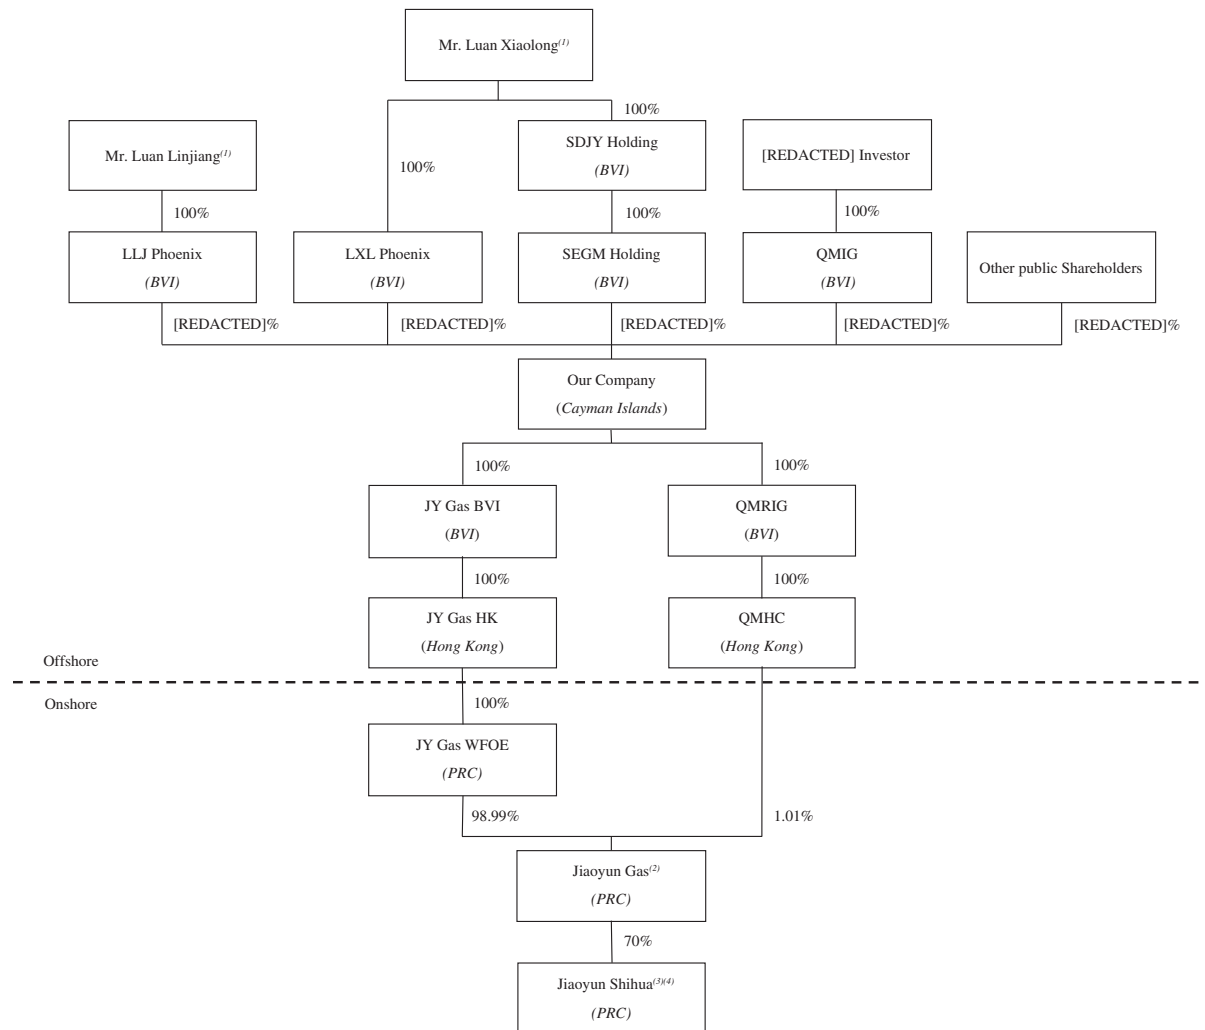 Mr. Luan Xiaolong(1)
100%
Mr. Luan Linjiang(1)
100%
SDJY Holding
(BVI)
[REDACTED] Investor
100%
100%
100%
LLJ Phoenix
(BVI)
LXL Phoenix
(BVI)
SEGM Holding
(BVI)
QMIG
(BVI)
Other public Shareholders
[REDACTED]%
[REDACTED]%
[REDACTED]%
[REDACTED]%
[REDACTED]%
Our Company
(Cayman Islands)
100%
100%
JY Gas BVI
(BVI)
QMRIG
(BVI)
100%
100%
JY Gas HK
(Hong Kong)
QMHC
(Hong Kong)
Offshore
Onshore
100%
JY Gas WFOE
(PRC)
98.99%
1.01%
Jiaoyun Gas(2)
(PRC)
70%
Jiaoyun Shihua(3)(4)
(PRC)